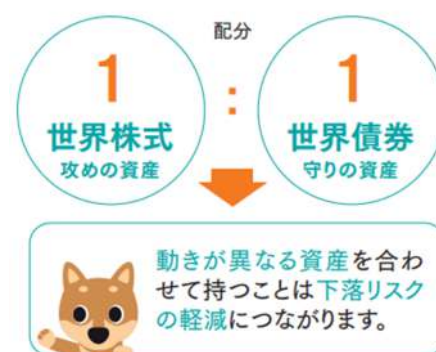 配分
1
:
1
世界株式
攻めの資産
世界債券
守りの資産
動きが異なる資産を合わ
せて持つことは下落リスク
の軽減につながります。